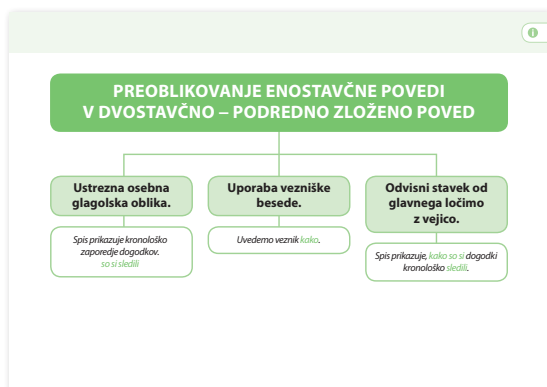 PREOBLIKOVANJE ENOSTAVČNE POVEDI
V DVOSTAVČNO – PODREDNO ZLOŽENO POVED
Ustrezna osebna
glagolska oblika.
Spis prikazuje kronološko
zaporedje dogodkov.
so si sledili
Uporaba vezniške
besede.
Uvedemo veznik kako.
Odvisni stavek od
glavnega ločimo
z vejico.
Spis prikazuje, kako so si dogodki
kronološko sledili.